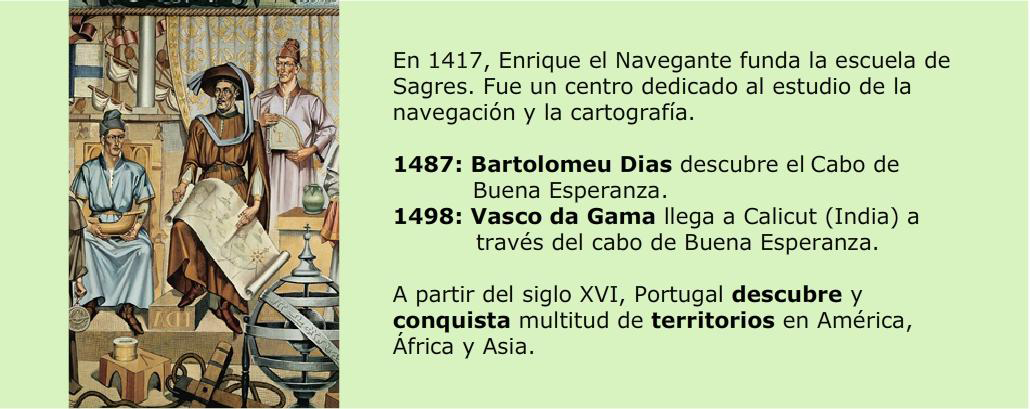 En 1417, Enrique el Navegante funda la escuela de
Sagres. Fue un centro dedicado al estudio de la
navegación y la cartografía.
1487: Bartolomeu Dias descubre el Cabo de
Buena Esperanza.
1498: Vasco da Gama llega a Calicut (India) a
través del cabo de Buena Esperanza.
A partir del siglo XVI, Portugal descubre y
conquista multitud de territorios en América,
África y Asia.